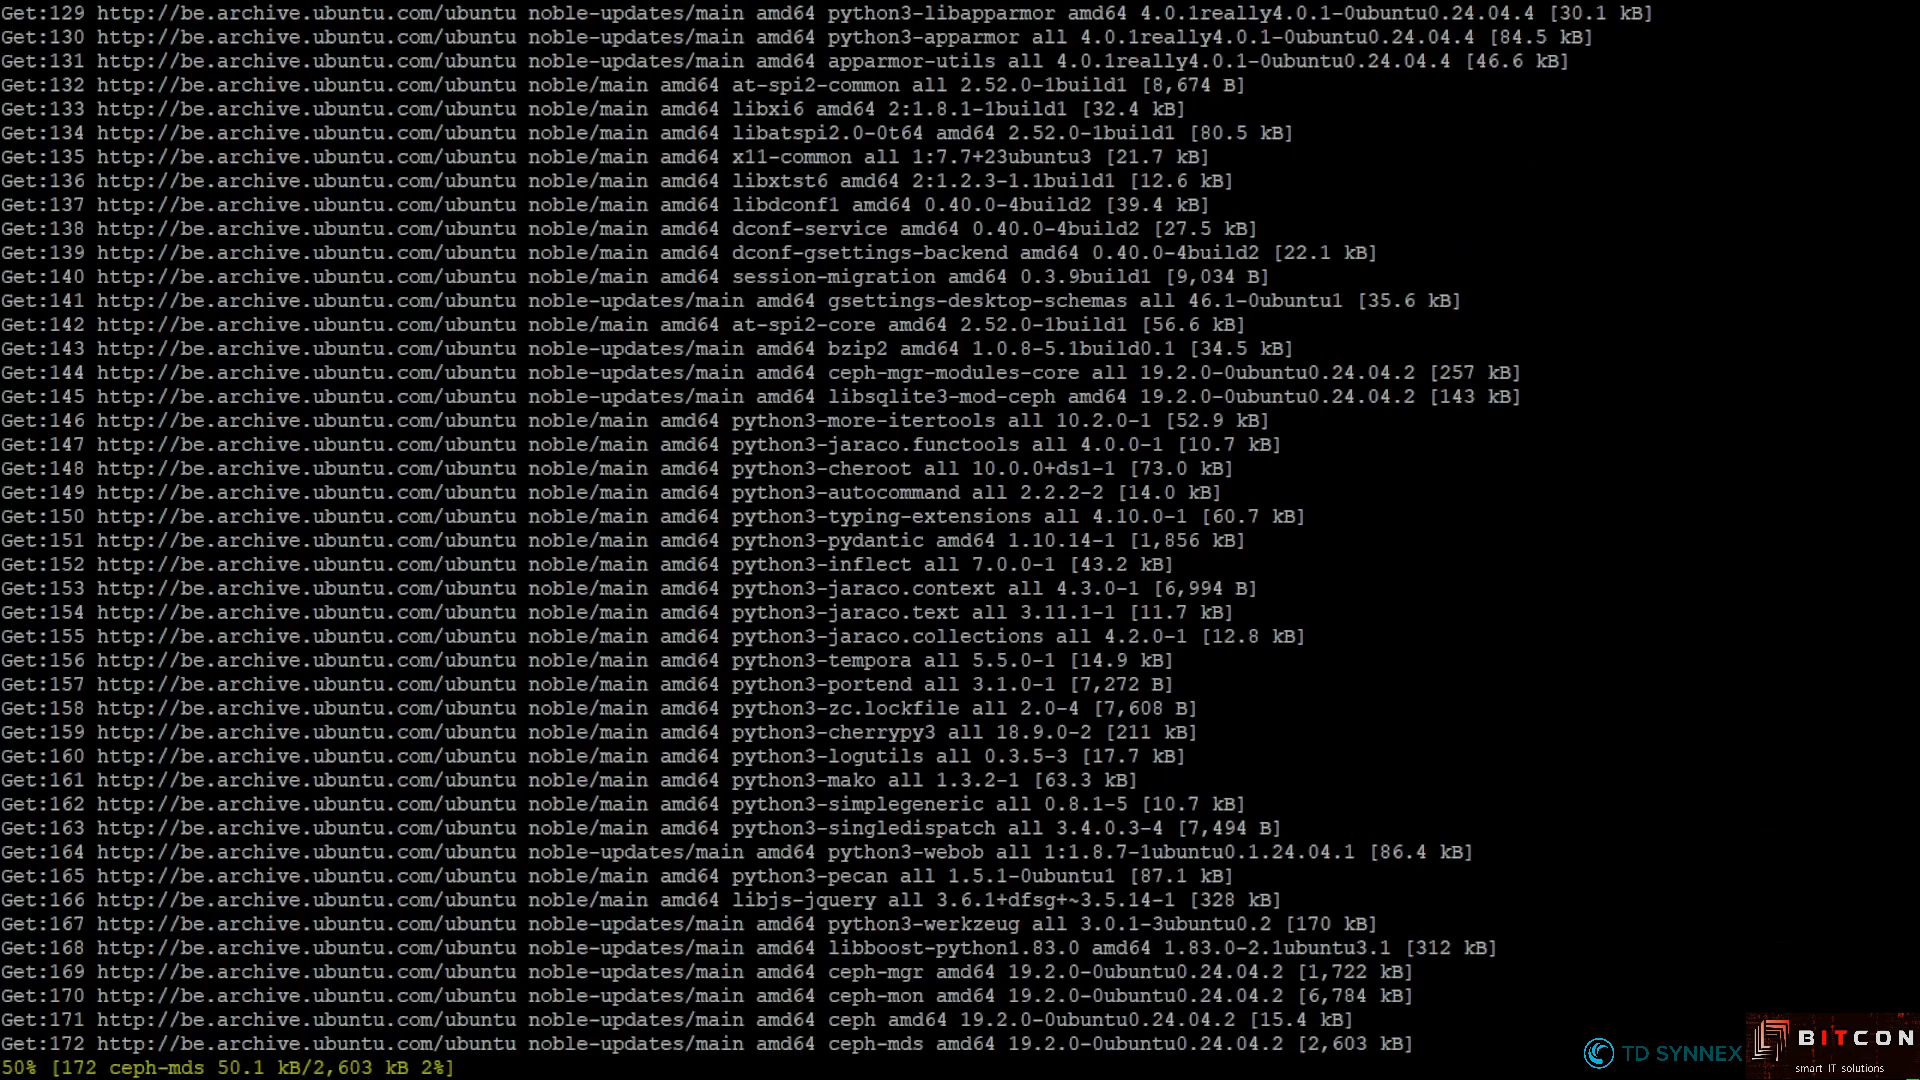 Get:129 http://be.archive.ubuntu.com/ubuntu noble-updates/main amd64 python3-libapparmor amd64 4.0.1really4.0.1-0ubuntu0.24.04.4 [30.1 kB]
Get:130 http://be.archive.ubuntu.com/ubuntu noble-updates/main amd64 python3-apparmor all 4.0.1really4.0.1-0ubuntu0.24.04.4 [84.5 kB]
Get:131 http://be.archive.ubuntu.com/ubuntu noble-updates/main amd64 apparmor-utils all 4.0.1really4.0.1-0ubuntu0.24.04.4 [46.6 kB]
Get:132 http://be.archive.ubuntu.com/ubuntu noble/main amd64 at-spi2-common all 2.52.0-1build1 [8,674 B]
Get:133 http://be.archive.ubuntu.com/ubuntu noble/main amd64 libxi6 amd64 2:1.8.1-1build1 [32.4 kB]
Get:134 http://be.archive.ubuntu.com/ubuntu noble/main amd64 libatspi2.0-0t64 amd64 2.52.0-1build1 [80.5 kB]
Get:135 http://be.archive.ubuntu.com/ubuntu noble/main amd64 x11-common all 1:7.7+23ubuntu3 [21.7 kB]
Get:136 http://be.archive.ubuntu.com/ubuntu noble/main amd64 libxtst6 amd64 2:1.2.3-1.1build1 [12.6 kB]
Get:137 http://be.archive.ubuntu.com/ubuntu noble/main amd64 libdconf1 amd64 0.40.0-4build2 [39.4 kB]
Get:138 http://be.archive.ubuntu.com/ubuntu noble/main amd64 dconf-service amd64 0.40.0-4build2 [27.5 kB]
Get:139 http://be.archive.ubuntu.com/ubuntu noble/main amd64 dconf-gsettings-backend amd64 0.40.0-4build2 [22.1 kB]
Get:140 http://be.archive.ubuntu.com/ubuntu noble/main amd64 session-migration amd64 0.3.9build1 [9,034 B]
Get:141 http://be.archive.ubuntu.com/ubuntu noble-updates/main amd64 gsettings-desktop-schemas all 46.1-0ubuntu1 [35.6 kB]
Get:142 http://be.archive.ubuntu.com/ubuntu noble/main amd64 at-spi2-core amd64 2.52.0-1build1 [56.6 kB]
Get:143 http://be.archive.ubuntu.com/ubuntu noble-updates/main amd64 bzip2 amd64 1.0.8-5.1build0.1 [34.5 kB]
Get:144 http://be.archive.ubuntu.com/ubuntu noble-updates/main amd64 ceph-mgr-modules-core all 19.2.0-0ubuntu0.24.04.2 [257 kB]
Get:145 http://be.archive.ubuntu.com/ubuntu noble-updates/main amd64 libsqlite3-mod-ceph amd64 19.2.0-0ubuntu0.24.04.2 [143 kB]
Get:146 http://be.archive.ubuntu.com/ubuntu noble/main amd64 python3-more-itertools all 10.2.0-1 [52.9 kB]
Get:147 http://be.archive.ubuntu.com/ubuntu noble/main amd64 python3-jaraco.functools all 4.0.0-1 [10.7 kB]
Get:148 http://be.archive.ubuntu.com/ubuntu noble/main amd64 python3-cheroot all 10.0.0+ds1-1 [73.0 kB]
Get:149 http://be.archive.ubuntu.com/ubuntu noble/main amd64 python3-autocommand all 2.2.2-2 [14.0 kB]
Get:150 http://be.archive.ubuntu.com/ubuntu noble/main amd64 python3-typing-extensions all 4.10.0-1 [60.7 kB]
Get:151 http://be.archive.ubuntu.com/ubuntu noble/main amd64 python3-pydantic amd64 1.10.14-1 [1,856 kB]
Get:152 http://be.archive.ubuntu.com/ubuntu noble/main amd64 python3-inflect all 7.0.0-1 [43.2 kB]
Get:153 http://be.archive.ubuntu.com/ubuntu noble/main amd64 python3-jaraco.context all 4.3.0-1 [6,994 B]
Get:154 http://be.archive.ubuntu.com/ubuntu noble/main amd64 python3-jaraco.text all 3.11.1-1 [11.7 kB]
Get:155 http://be.archive.ubuntu.com/ubuntu noble/main amd64 python3-jaraco.collections all 4.2.0-1 [12.8 kB]
Get:156 http://be.archive.ubuntu.com/ubuntu noble/main amd64 python3-tempora all 5.5.0-1 [14.9 kB]
Get:157 http://be.archive.ubuntu.com/ubuntu noble/main amd64 python3-portend all 3.1.0-1 [7,272 B]
Get:158 http://be.archive.ubuntu.com/ubuntu noble/main amd64 python3-zc.lockfile all 2.0-4 [7,608 B]
Get:159 http://be.archive.ubuntu.com/ubuntu noble/main amd64 python3-cherrypy3 all 18.9.0-2 [211 kB]
Get:160 http://be.archive.ubuntu.com/ubuntu noble/main amd64 python3-logutils all 0.3.5-3 [17.7 kB]
Get:161 http://be.archive.ubuntu.com/ubuntu noble/main amd64 python3-mako all 1.3.2-1 [63.3 kB]
Get:162 http://be.archive.ubuntu.com/ubuntu noble/main amd64 python3-simplegeneric all 0.8.1-5 [10.7 kB]
Get:163 http://be.archive.ubuntu.com/ubuntu noble/main amd64 python3-singledispatch all 3.4.0.3-4 [7,494 B]
Get:164 http://be.archive.ubuntu.com/ubuntu noble-updates/main amd64 python3-webob all 1:1.8.7-1ubuntu0.1.24.04.1 [86.4 kB]
Get:165 http://be.archive.ubuntu.com/ubuntu noble/main amd64 python3-pecan all 1.5.1-0ubuntu1 [87.1 kB]
Get:166 http://be.archive.ubuntu.com/ubuntu noble/main amd64 libjs-jquery all 3.6.1+dfsg+~3.5.14-1 [328 kB]
Get:167 http://be.archive.ubuntu.com/ubuntu noble-updates/main amd64 python3-werkzeug all 3.0.1-3ubuntu0.2 [170 kB]
Get:168 http://be.archive.ubuntu.com/ubuntu noble-updates/main amd64 libboost-python1.83.0 amd64 1.83.0-2.1ubuntu3.1 [312 kB]
Get:169 http://be.archive.ubuntu.com/ubuntu noble-updates/main amd64 ceph-mgr amd64 19.2.0-0ubuntu0.24.04.2 [1,722 kB]
Get:170 http://be.archive.ubuntu.com/ubuntu noble-updates/main amd64 ceph-mon amd64 19.2.0-0ubuntu0.24.04.2 [6,784 kB]
Get:171 http://be.archive.ubuntu.com/ubuntu noble-updates/main amd64 ceph amd64 19.2.0-0ubuntu0.24.04.2 [15.4 kB]
Get:172 http://be.archive.ubuntu.com/ubuntu noble-updates/main amd64 ceph-mds amd64 19.2.0-0ubuntu0.24.04.2 [2,603 kB]
50% [172 ceph-mds 50.1 kB/2,603 kB 2%]
TD SYNNEX
BITCON
smart IT solutions